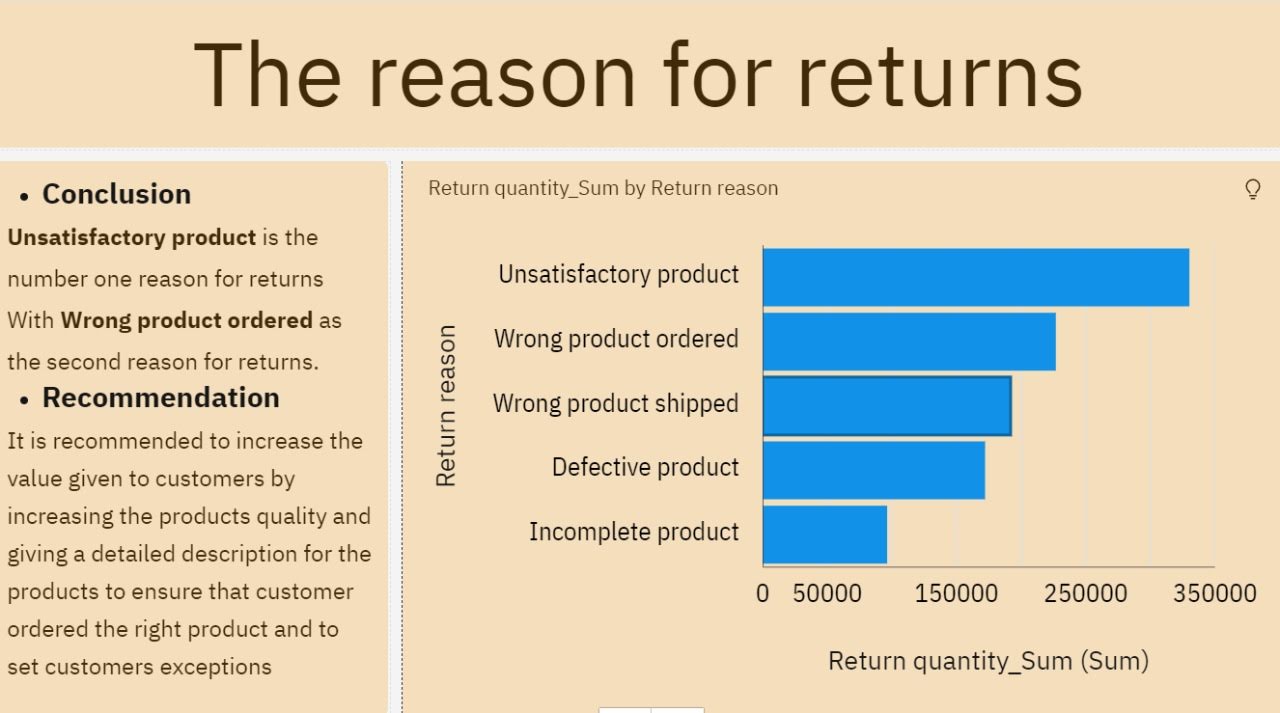 The reason for returns
• Conclusion
Unsatisfactory product is the
number one reason for returns
With Wrong product ordered as
the second reason for returns.
• Recommendation
It is recommended to increase the
value given to customers by
increasing the products quality and
giving a detailed description for the
products to ensure that customer
ordered the right product and to
set customers exceptions
Return quantity_Sum by Return reason
Return reason
Unsatisfactory product
Wrong product ordered
Wrong product shipped
Defective product
Incomplete product
0 50000 150000 250000 350000
Return quantity_Sum (Sum)